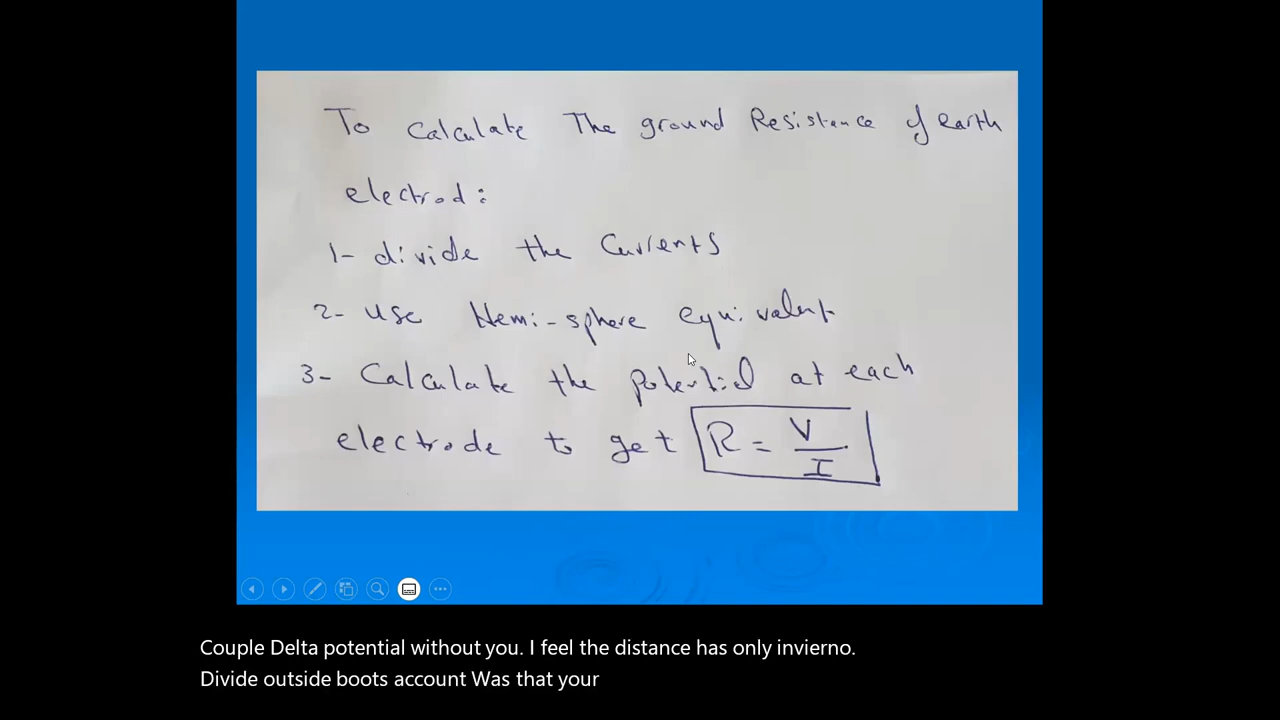 To Calculate The ground Resistance of earth
electrod:
1- divide the Currents
2- use Hemi-sphere equivalent
3- Calculate the potential at each
electrode to get R = V/I
Couple Delta potential without you. I feel the distance has only invierno.
Divide outside boots account Was that your